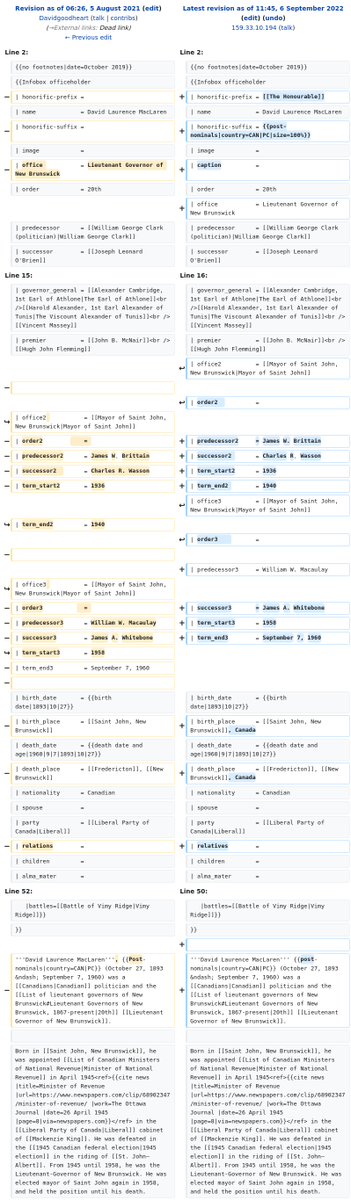 Revision as of 06:26, 5 August 2021 (edit)
Davidgoodheart (talk | contribs)
(→External links: Dead link)
← Previous edit
Latest revision as of 11:45, 6 September 2022
(edit) (undo)
159.33.10.194 (talk)
Line 2:
{{no footnotes|date=October 2019}}
{{Infobox officeholder
− | honorific-prefix =
| name = David Laurence MacLaren
− | honorific-suffix =
| image =
− | office = Lieutenant Governor of
New Brunswick
| order = 20th
| predecessor = [[William George Clark
(politician)|William George Clark]]
| successor = [[Joseph Leonard
O'Brien]]
Line 2:
{{no footnotes|date=October 2019}}
{{Infobox officeholder
+ | honorific-prefix = [[The Honourable]]
| name = David Laurence MacLaren
+ | honorific-suffix = {{post-
nominals|country=CAN|PC|size=100%}}
| image =
+ | caption =
| order = 20th
+ | office = Lieutenant Governor of
New Brunswick
| predecessor = [[William George Clark
(politician)|William George Clark]]
| successor = [[Joseph Leonard
O'Brien]]
Line 15:
| governor_general = [[Alexander Cambridge,
1st Earl of Athlone|The Earl of Athlone]]<br
/>[[Harold Alexander, 1st Earl Alexander of
Tunis|The Viscount Alexander of Tunis]]<br />
[[Vincent Massey]]
| premier = [[John B. McNair]]<br />
[[Hugh John Flemming]]
−
| office2 = [[Mayor of Saint John,
New Brunswick|Mayor of Saint John]]
− | order2 =
− | predecessor2 = James W. Brittain
− | successor2 = Charles R. Wasson
− | term_start2 = 1936
| term_end2 = 1940
−
| office3 = [[Mayor of Saint John,
New Brunswick|Mayor of Saint John]]
− | order3 =
− | predecessor3 = William W. Macaulay
− | successor3 = James A. Whitebone
| term_start3 = 1958
− | term_end3 = September 7, 1960
−
| birth_date = {{birth
date|1893|10|27}}
− | birth_place = [[Saint John, New
Brunswick]]
| death_date = {{death date and
age|1960|9|7|1893|10|27}}
− | death_place = [[Fredericton]], [[New
Brunswick]]
| nationality = Canadian
| spouse =
| party = [[Liberal Party of
Canada|Liberal]]
− | relations =
| children =
| alma_mater =
Line 16:
| governor_general = [[Alexander Cambridge,
1st Earl of Athlone|The Earl of Athlone]]<br
/>[[Harold Alexander, 1st Earl Alexander of
Tunis|The Viscount Alexander of Tunis]]<br />
[[Vincent Massey]]
| premier = [[John B. McNair]]<br />
[[Hugh John Flemming]]
| office2 = [[Mayor of Saint John,
New Brunswick|Mayor of Saint John]]
| order2 =
+ | predecessor2 = James W. Brittain
+ | successor2 = Charles R. Wasson
+ | term_start2 = 1936
+ | term_end2 = 1940
| office3 = [[Mayor of Saint John,
New Brunswick|Mayor of Saint John]]
| order3 =
+ | predecessor3 = William W. Macaulay
+ | successor3 = James A. Whitebone
+ | term_start3 = 1958
+ | term_end3 = September 7, 1960
| birth_date = {{birth
date|1893|10|27}}
+ | birth_place = [[Saint John, New
Brunswick]], Canada
| death_date = {{death date and
age|1960|9|7|1893|10|27}}
+ | death_place = [[Fredericton]], [[New
Brunswick]], Canada
| nationality = Canadian
| spouse =
| party = [[Liberal Party of
Canada|Liberal]]
+ | relatives =
| children =
| alma_mater =
Line 52:
|battles=[[Battle of Vimy Ridge|Vimy
Ridge]]}}
}}
− '''David Laurence MacLaren''', {{Post-
nominals|country=CAN|PC}} (October 27, 1893
&ndash; September 7, 1960) was a
[[Canadians|Canadian]] politician and the
[[List of lieutenant governors of New
Brunswick#Lieutenant Governors of New
Brunswick, 1867-present|20th]] [[Lieutenant
Governor of New Brunswick]].
Born in [[Saint John, New Brunswick]], he
was appointed [[List of Canadian Ministers
of National Revenue|Minister of National
Revenue]] in April 1945<ref>{{cite news
|title=Minister of Revenue
|url=https://www.newspapers.com/clip/68902347
/minister-of-revenue/ |work=The Ottawa
Journal |date=26 April 1945
|page=8|via=newspapers.com}}</ref> in the
[[Liberal Party of Canada|Liberal]] cabinet
of [[Mackenzie King]]. He was defeated in
the [[1945 Canadian federal election|1945
election]] in the riding of [[St. John—
Albert]]. From 1945 until 1958, he was the
Lieutenant-Governor of New Brunswick. He was
elected mayor of Saint John again in 1958,
and held the position until his death.
Line 50:
|battles=[[Battle of Vimy Ridge|Vimy
Ridge]]}}
}}
+
+ '''David Laurence MacLaren''' {{post-
nominals|country=CAN|PC}} (October 27, 1893
&ndash; September 7, 1960) was a
[[Canadians|Canadian]] politician and the
[[List of lieutenant governors of New
Brunswick#Lieutenant Governors of New
Brunswick, 1867-present|20th]] [[Lieutenant
Governor of New Brunswick]].
Born in [[Saint John, New Brunswick]], he
was appointed [[List of Canadian Ministers
of National Revenue|Minister of National
Revenue]] in April 1945<ref>{{cite news
|title=Minister of Revenue
|url=https://www.newspapers.com/clip/68902347
/minister-of-revenue/ |work=The Ottawa
Journal |date=26 April 1945
|page=8|via=newspapers.com}}</ref> in the
[[Liberal Party of Canada|Liberal]] cabinet
of [[Mackenzie King]]. He was defeated in
the [[1945 Canadian federal election|1945
election]] in the riding of [[St. John—
Albert]]. From 1945 until 1958, he was the
Lieutenant-Governor of New Brunswick. He was
elected mayor of Saint John again in 1958,
and held the position until his death.